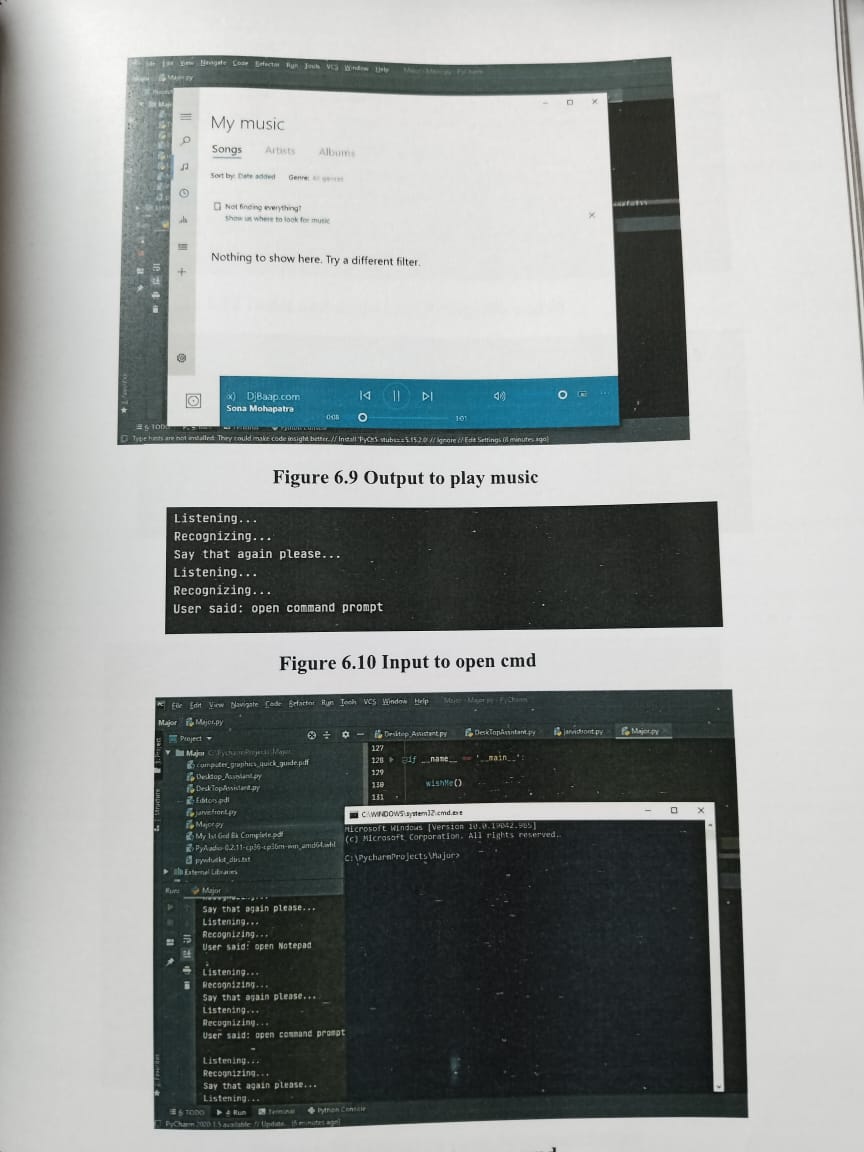 File Edit View Navigate Code Refactor Run Tools VCS Window Help
Major.py
My music
Songs Artists Albums
Sort by: Date added Genre: All genres
Not finding everything?
Show us where to look for music
Nothing to show here. Try a different filter.
DjBaap.com
Sona Mohapatra
0:08
6: TODO
Terminal
Python Console
Type hints are not installed. They could make code insight better. // Install 'PyQt5-stubs==5.15.2.0' // Ignore // Edit Settings (8 minutes ago)
Figure 6.9 Output to play music
Listening...
Recognizing...
Say that again please...
Listening...
Recognizing...
User said: open command prompt
Figure 6.10 Input to open cmd
File Edit View Navigate Code Refactor Run Tools VCS Window Help Major - Major.py - PyCharm
Major Major.py
Project
Desktop_Assistant.py DeskTopAssistant.py jarvisfront.py Major.py
Major C:\PycharmProjects\Major
computer_graphics_quick_guide.pdf
Desktop_Assistant.py
DeskTopAssistant.py
Editors.pdf
jarvisfront.py
Major.py
My 1st Grd Bk Complete.pdf
PyAudio-0.2.11-cp36-cp36m-win_amd64.whl
pywhatkit_dbs.txt
External Libraries
127
128 if __name__ == '__main__':
129
130 wishMe()
131
C:\WINDOWS\system32\cmd.exe
Microsoft Windows [Version 10.0.19042.985]
(c) Microsoft Corporation. All rights reserved.
C:\PycharmProjects\Major>
Run: Major
Recognizing...
Say that again please...
Listening...
Recognizing...
User said: open Notepad
Listening...
Recognizing...
Say that again please...
Listening...
Recognizing...
User said: open command prompt
Listening...
Recognizing...
Say that again please...
Listening...
6: TODO 4: Run Terminal Python Console
PyCharm 2020.1.5 available // Update... (6 minutes ago)